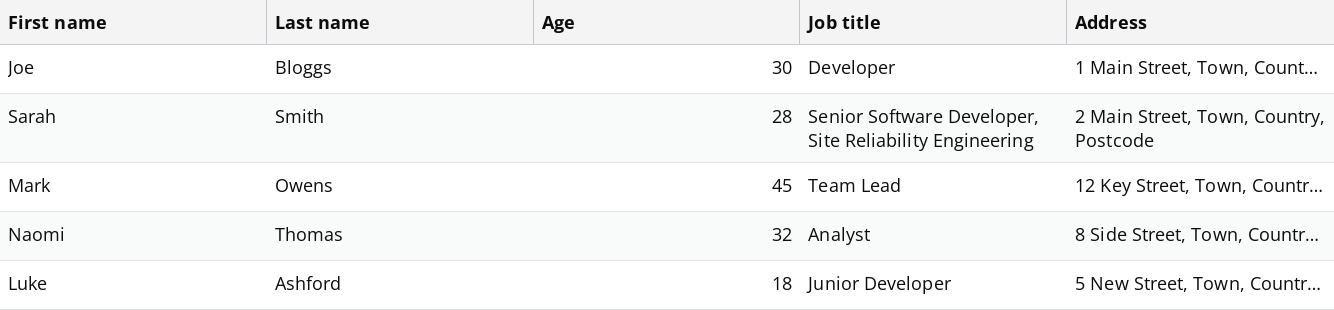 First name Last name Age Job title Address
Joe Bloggs 30 Developer 1 Main Street, Town, Count...
Sarah Smith 28 Senior Software Developer, 2 Main Street, Town, Country,
Site Reliability Engineering Postcode
Mark Owens 45 Team Lead 12 Key Street, Town, Countr...
Naomi Thomas 32 Analyst 8 Side Street, Town, Countr...
Luke Ashford 18 Junior Developer 5 New Street, Town, Countr...